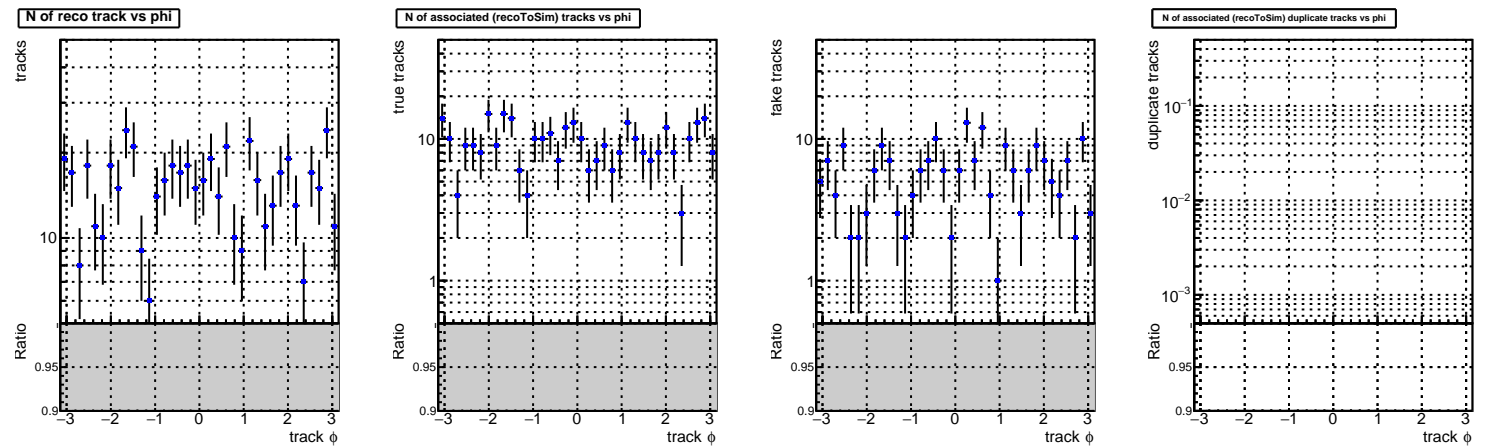 N of reco track vs phi
tracks
10
Ratio
0.95
0.9
−3 −2 −1 0 1 2 3
track ϕ
N of associated (recoToSim) tracks vs phi
true tracks
10
1
Ratio
0.95
0.9
−3 −2 −1 0 1 2 3
track ϕ
fake tracks
10
1
Ratio
0.95
0.9
−3 −2 −1 0 1 2 3
track ϕ
N of associated (recoToSim) duplicate tracks vs phi
duplicate tracks
10⁻¹
10⁻²
10⁻³
Ratio
0.95
0.9
−3 −2 −1 0 1 2 3
track ϕ